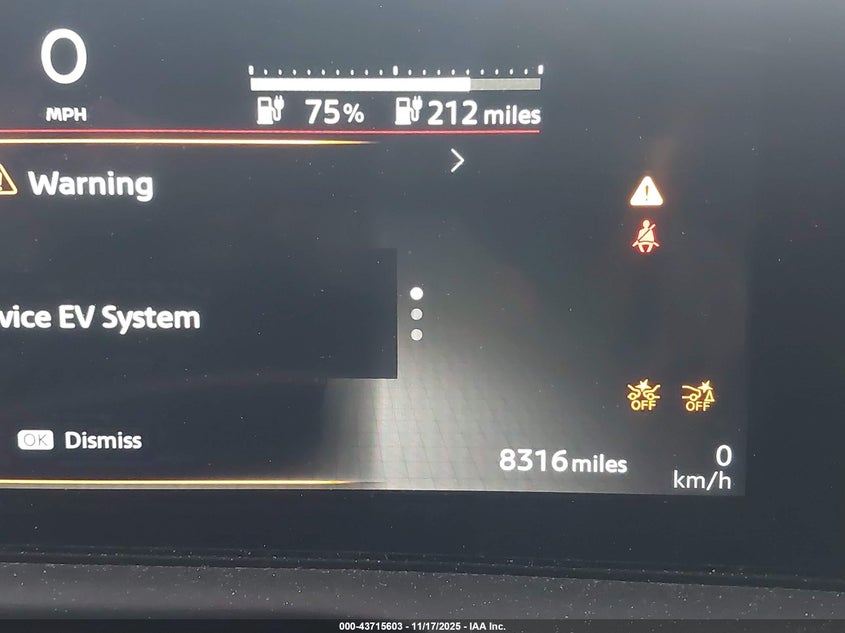 0
MPH
75% 212 miles
Warning
vice EV System
OK Dismiss
OFF OFF
8316 miles
0
km/h
000-43715603 - 11/17/2025 - IAA Inc.